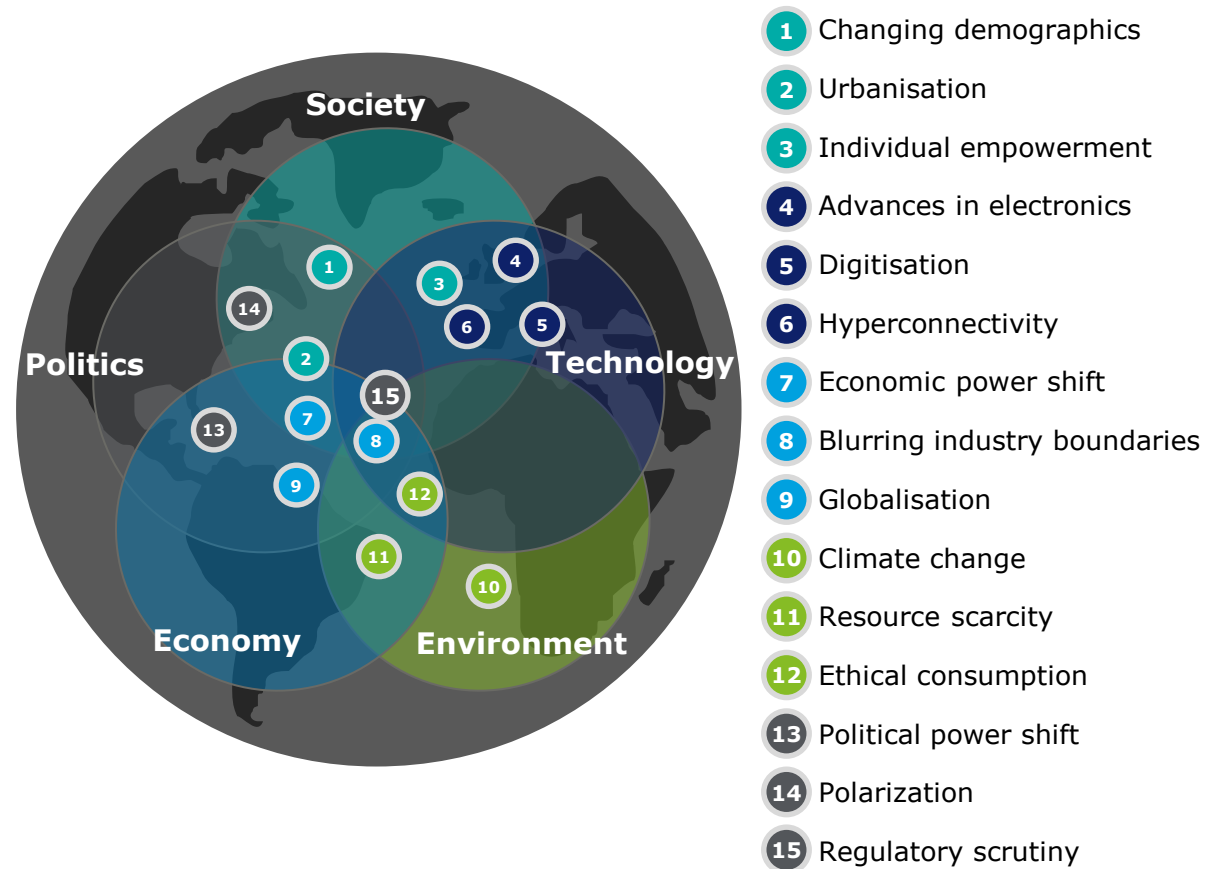 Society
Politics
Technology
Economy
Environment
1
3
4
14
6
5
2
15
7
13
8
9
12
11
10
1 Changing demographics
2 Urbanisation
3 Individual empowerment
4 Advances in electronics
5 Digitisation
6 Hyperconnectivity
7 Economic power shift
8 Blurring industry boundaries
9 Globalisation
10 Climate change
11 Resource scarcity
12 Ethical consumption
13 Political power shift
14 Polarization
15 Regulatory scrutiny